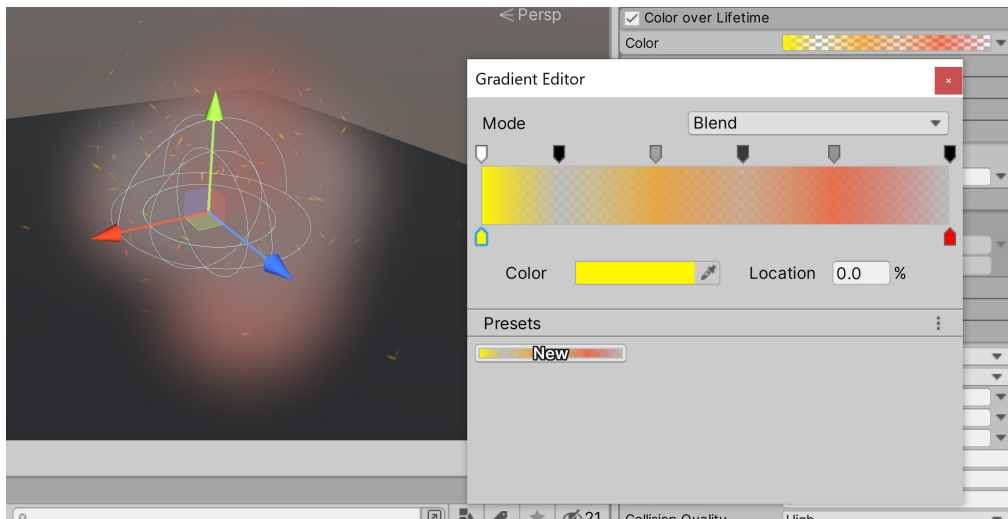 Persp
Color over Lifetime
Color
Gradient Editor
Mode
Blend
Color
Location
0.0
%
Presets
New
21
Collision Quality
High